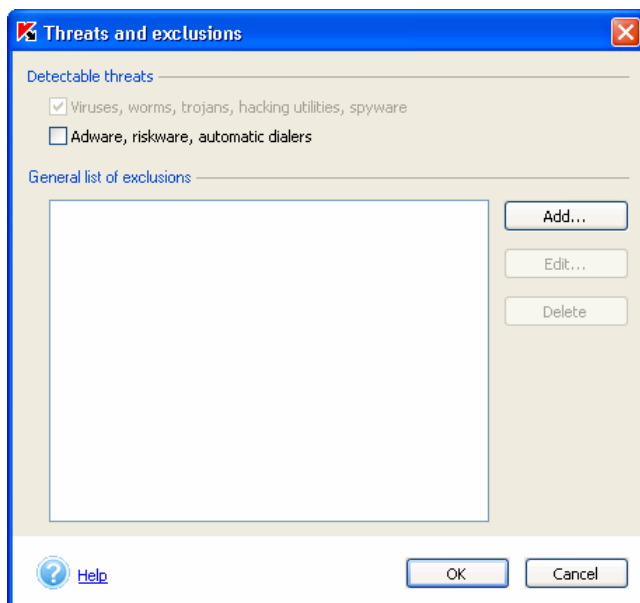 Threats and exclusions
Detectable threats
Viruses, worms, trojans, hacking utilities, spyware
Adware, riskware, automatic dialers
General list of exclusions
Add...
Edit...
Delete
Help
OK
Cancel